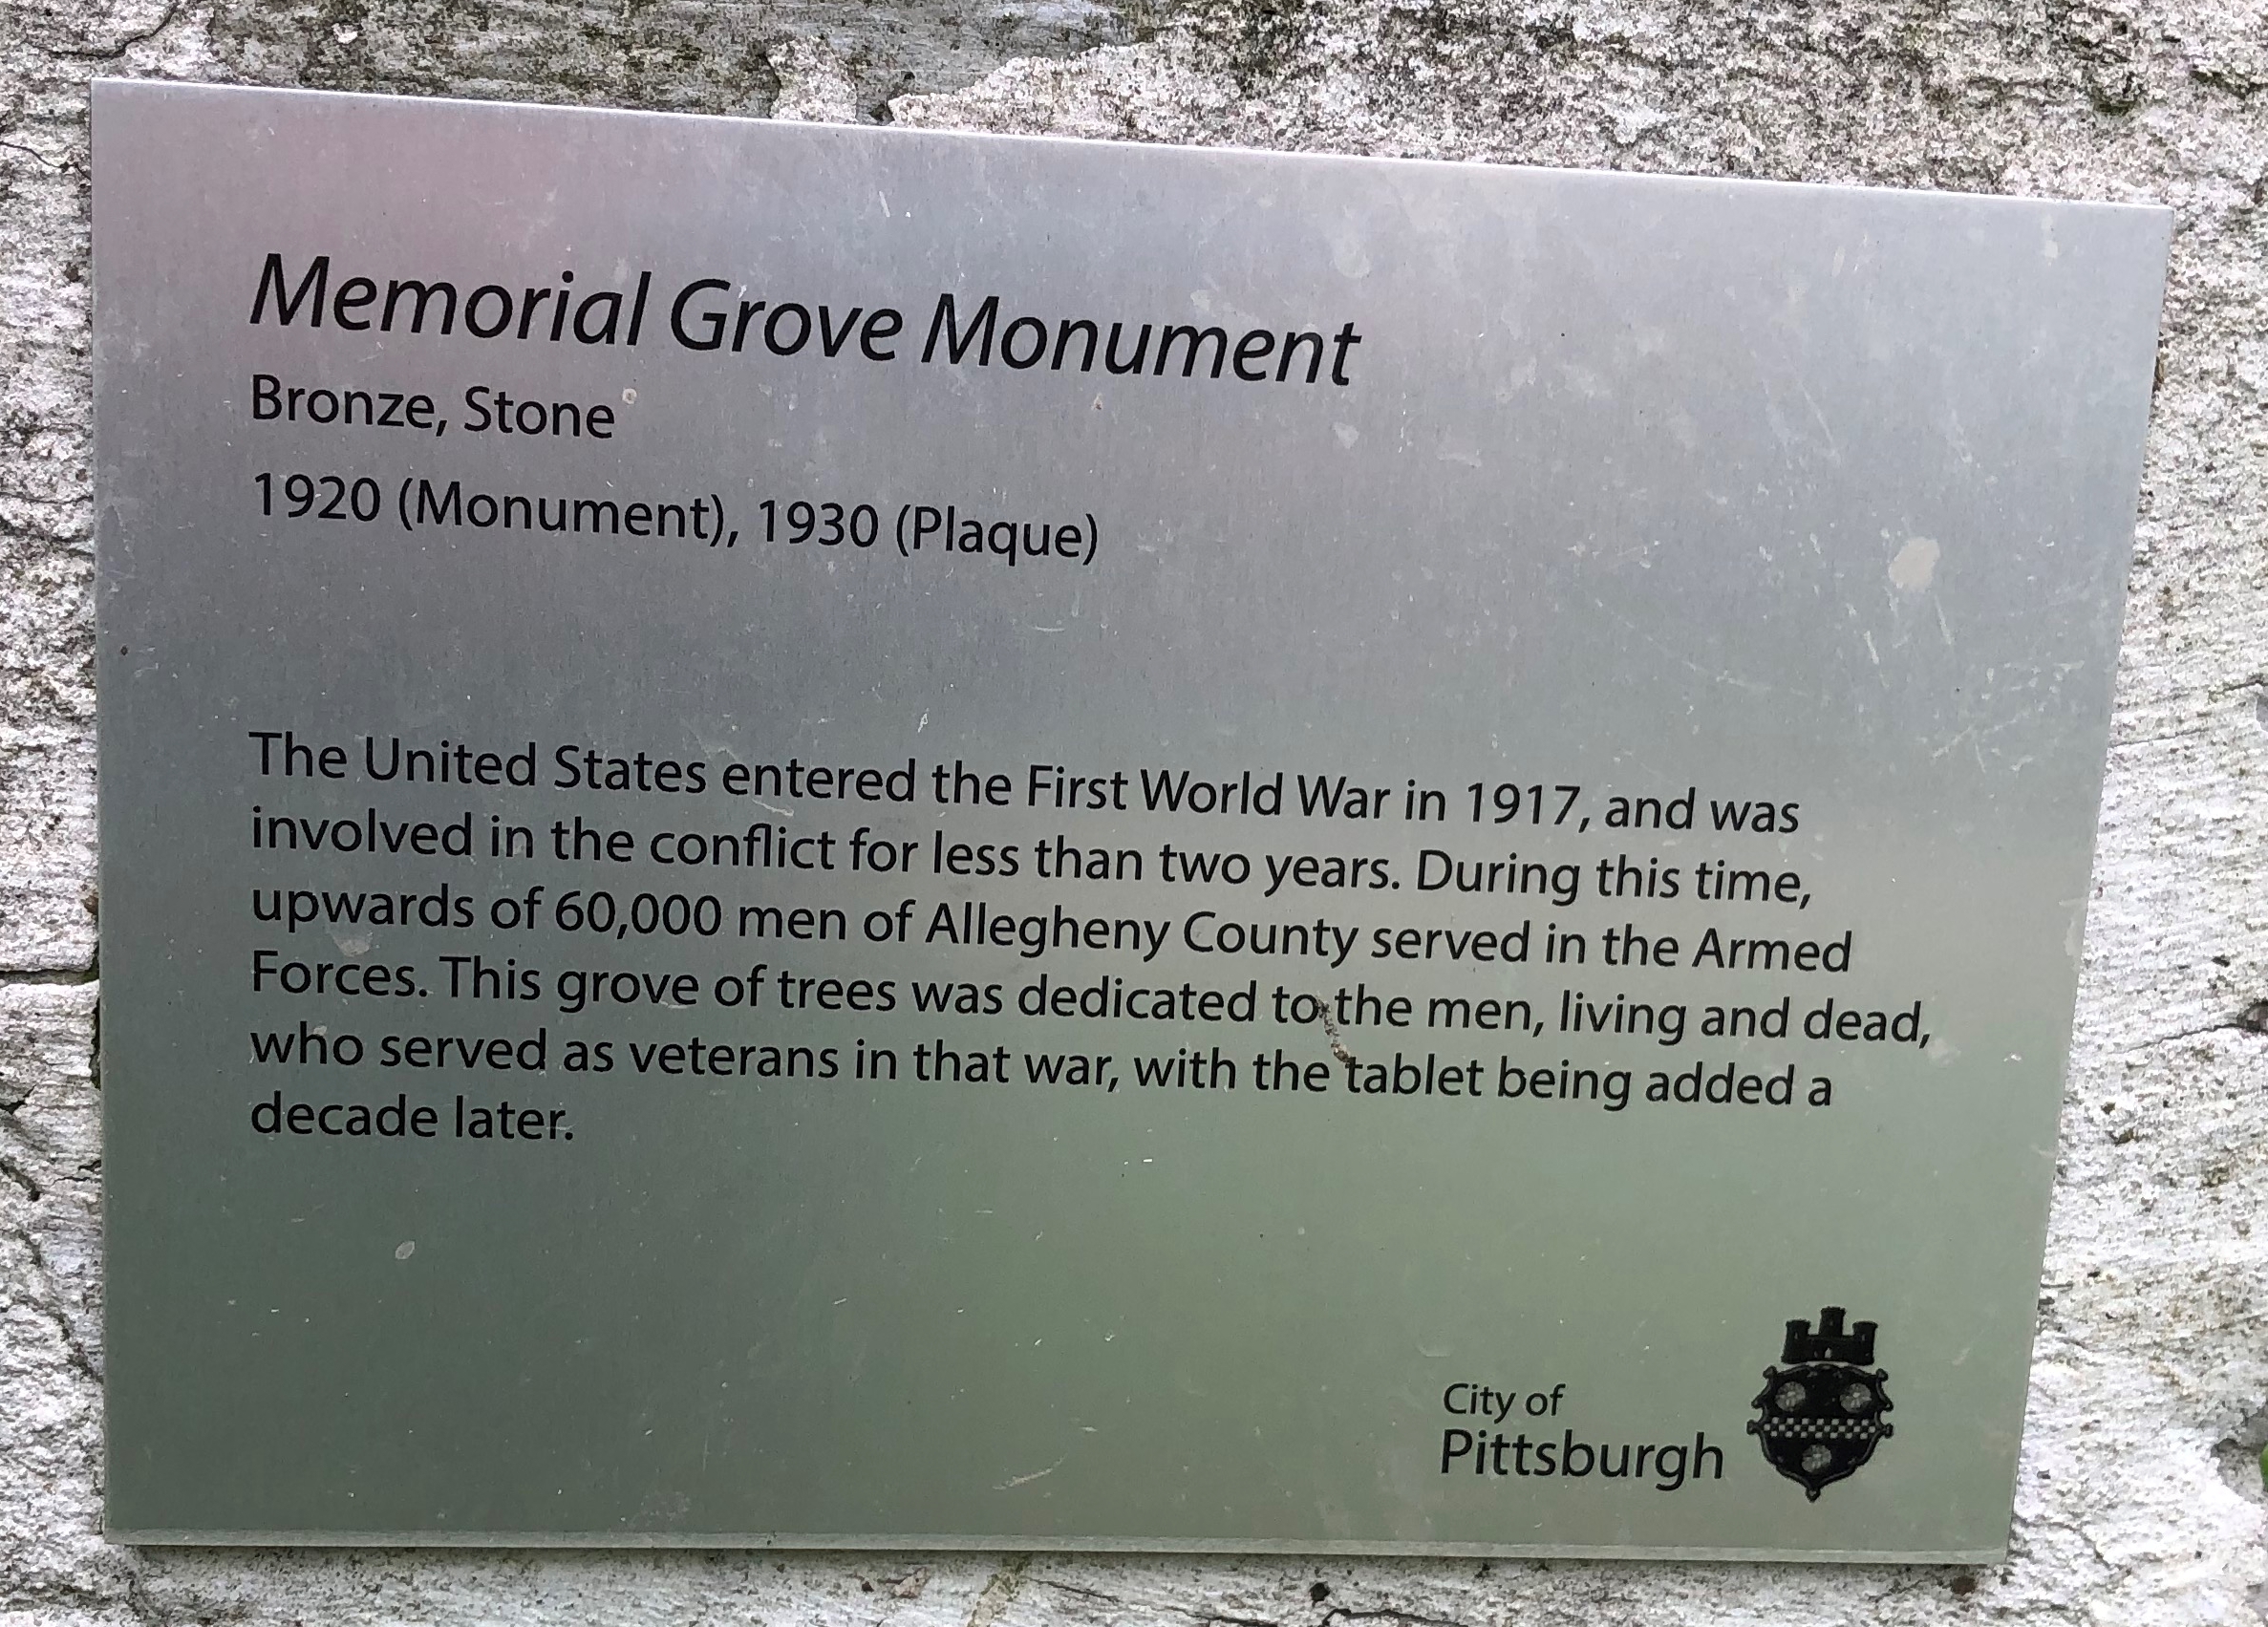 Memorial Grove Monument
Bronze, Stone
1920 (Monument), 1930 (Plaque)
The United States entered the First World War in 1917, and was
involved in the conflict for less than two years. During this time,
upwards of 60,000 men of Allegheny County served in the Armed
Forces. This grove of trees was dedicated to the men, living and dead,
who served as veterans in that war, with the tablet being added a
decade later.
City of
Pittsburgh